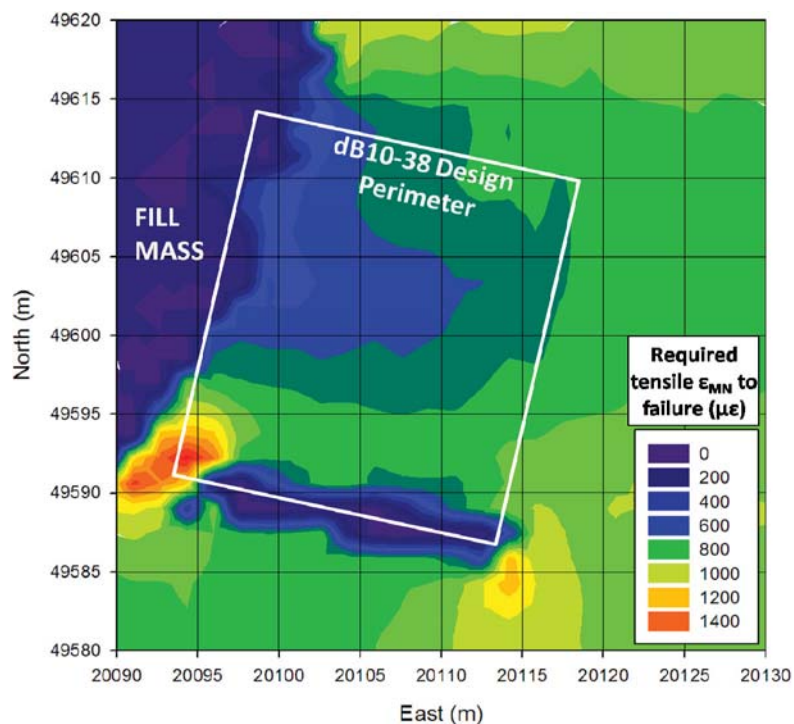 49620
49615
49610
49605
49600
49595
49590
49585
49580
North (m)
20090 20095 20100 20105 20110 20115 20120 20125 20130
East (m)
dB10-38 Design
Perimeter
FILL
MASS
Required
tensile εMN to
failure (με)
0
200
400
600
800
1000
1200
1400